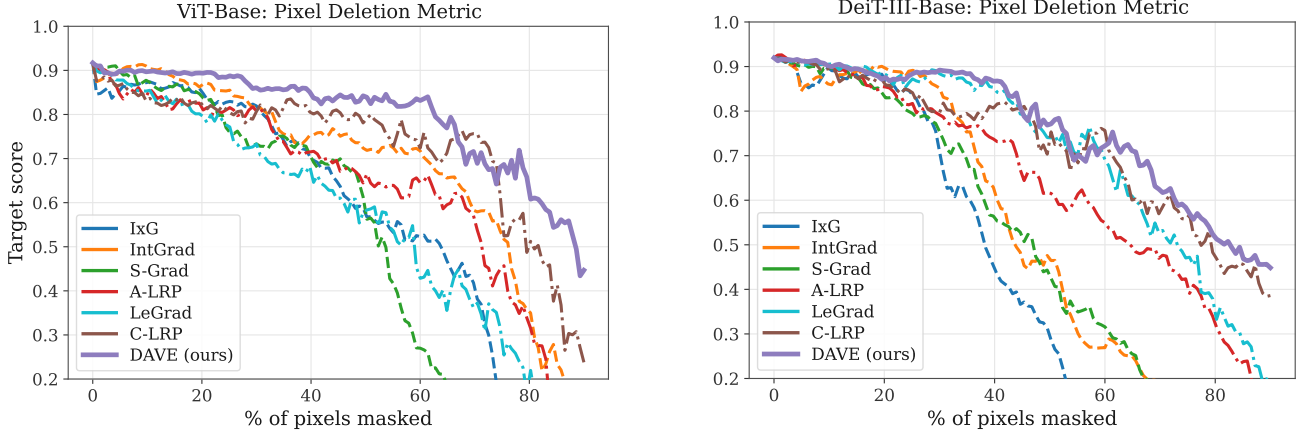 ViT-Base: Pixel Deletion Metric
1.0
0.9
0.8
0.7
0.6
0.5
0.4
0.3
0.2
Target score
IxG
IntGrad
S-Grad
A-LRP
LeGrad
C-LRP
DAVE (ours)
0 20 40 60 80
% of pixels masked
DeiT-III-Base: Pixel Deletion Metric
1.0
0.9
0.8
0.7
0.6
0.5
0.4
0.3
0.2
IxG
IntGrad
S-Grad
A-LRP
LeGrad
C-LRP
DAVE (ours)
0 20 40 60 80
% of pixels masked